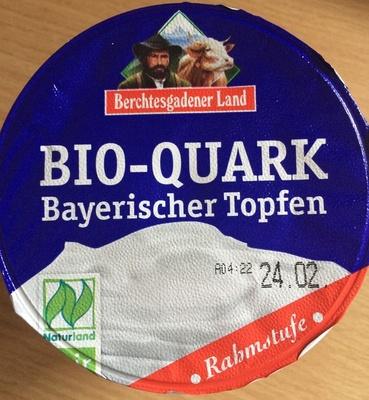 Berchtesgadener Land
BIO-QUARK
Bayerischer Topfen
A04:22 24.02.
Naturland
Rahmstufe